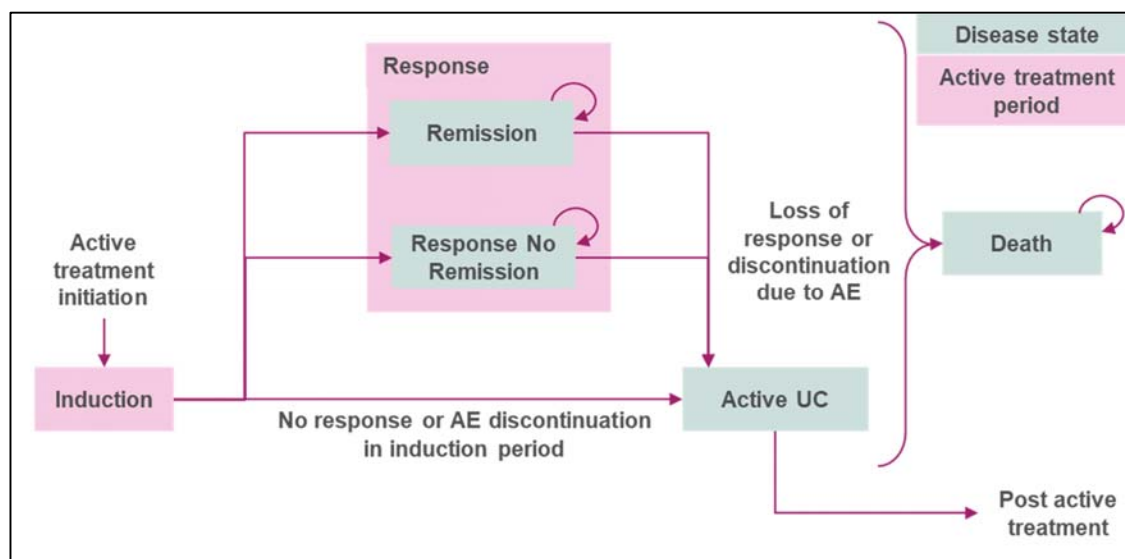 Disease state
Active treatment
period
Response
Remission
Response No
Remission
Active
treatment
initiation
Induction
No response or AE discontinuation
in induction period
Loss of
response or
discontinuation
due to AE
Active UC
Death
Post active
treatment